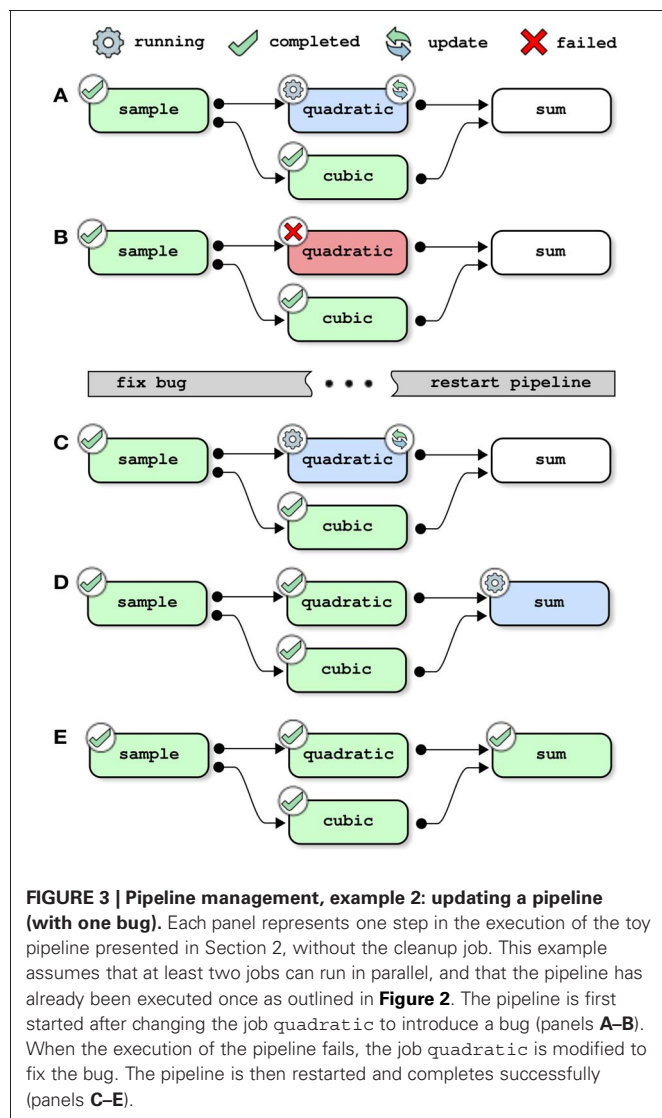 running completed update failed
A
sample quadratic sum
cubic
B
sample quadratic sum
cubic
fix bug restart pipeline
C
sample quadratic sum
cubic
D
sample quadratic sum
cubic
E
sample quadratic sum
cubic
FIGURE 3 | Pipeline management, example 2: updating a pipeline
(with one bug). Each panel represents one step in the execution of the toy
pipeline presented in Section 2, without the cleanup job. This example
assumes that at least two jobs can run in parallel, and that the pipeline has
already been executed once as outlined in Figure 2. The pipeline is first
started after changing the job quadratic to introduce a bug (panels A–B).
When the execution of the pipeline fails, the job quadratic is modified to
fix the bug. The pipeline is then restarted and completes successfully
(panels C–E).